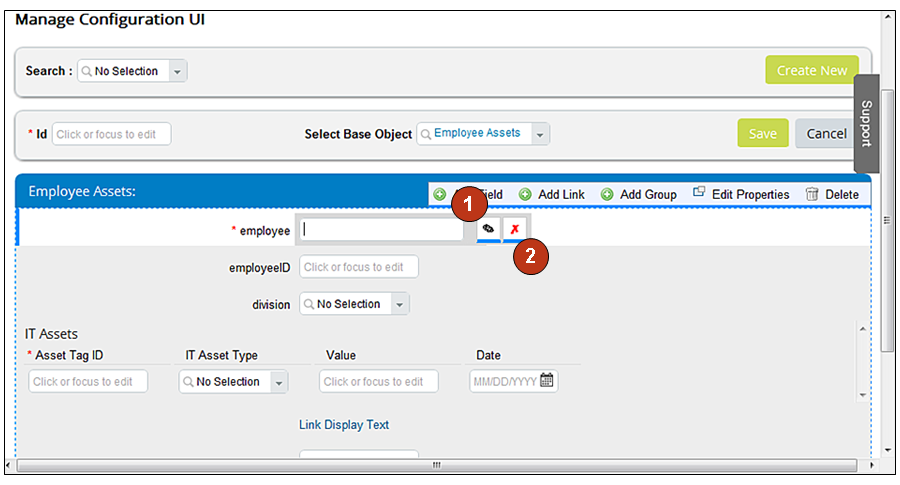 Manage Configuration UI
Search : No Selection Create New
Support
* Id Click or focus to edit Select Base Object Employee Assets Save Cancel
Employee Assets: Field Add Link Add Group Edit Properties Delete
1
* employee
2
employeeID Click or focus to edit
division No Selection
IT Assets
* Asset Tag ID IT Asset Type Value Date
Click or focus to edit No Selection Click or focus to edit MM/DD/YYYY
Link Display Text